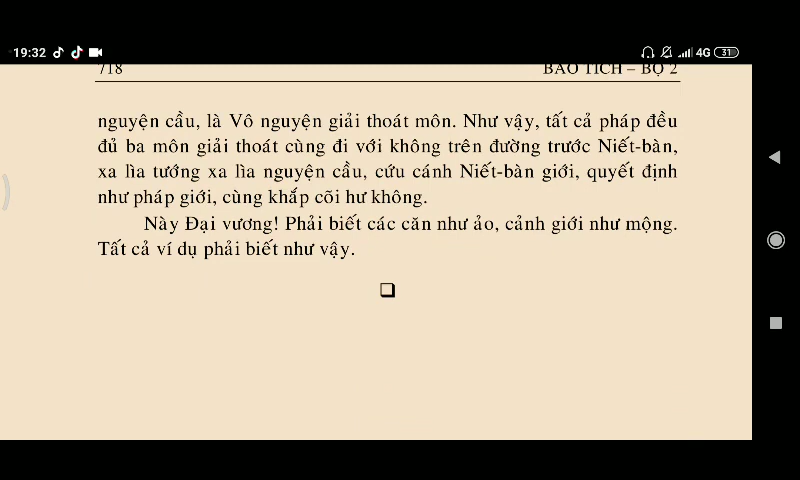 19:32
4G 31
718 BẢO TÍCH – BỘ 2
nguyện cầu, là Vô nguyện giải thoát môn. Như vậy, tất cả pháp đều
đủ ba môn giải thoát cùng đi với không trên đường trước Niết-bàn,
xa lìa tướng xa lìa nguyện cầu, cứu cánh Niết-bàn giới, quyết định
như pháp giới, cùng khắp cõi hư không.
Này Đại vương! Phải biết các căn như ảo, cảnh giới như mộng.
Tất cả ví dụ phải biết như vậy.